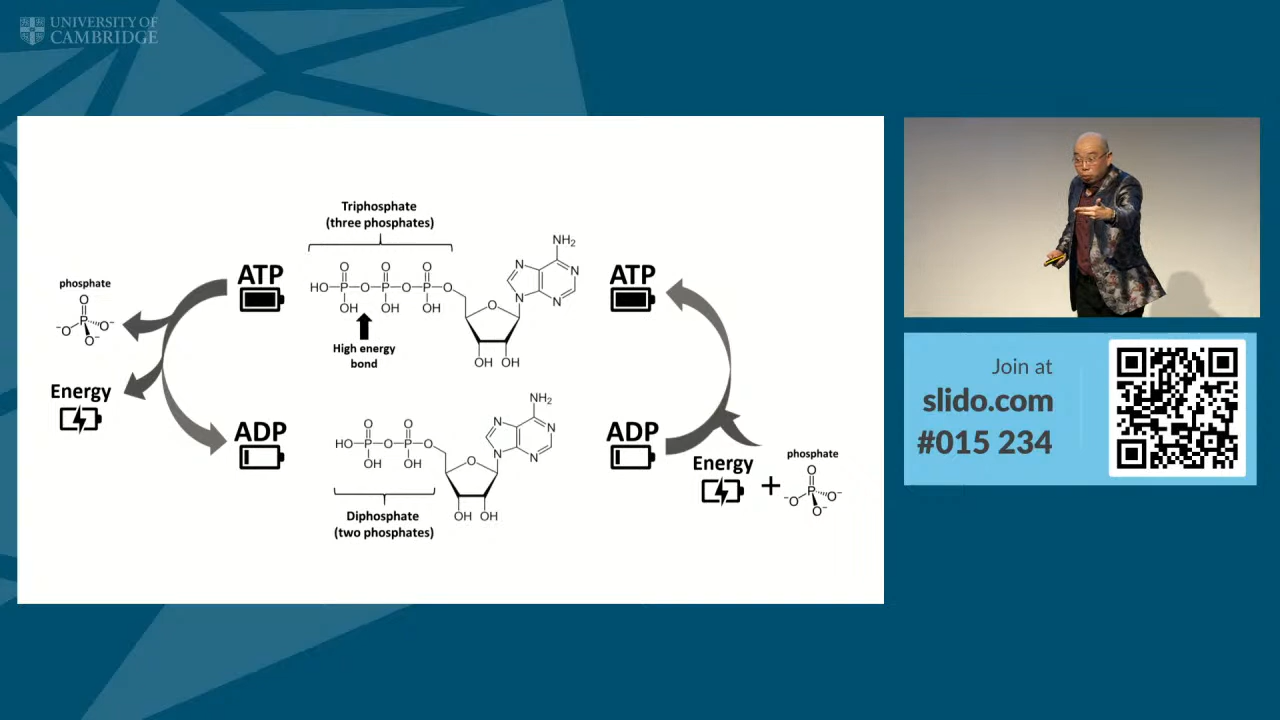 UNIVERSITY OF
CAMBRIDGE
Triphosphate
(three phosphates)
phosphate
O
P
⁻O
O⁻
O⁻
Energy
ATP
HO P O P O P O
O O O
OH OH OH
High energy
bond
NH₂
N N
N N
O
OH OH
ADP
HO P O P O
O O
OH OH
NH₂
N N
N N
O
OH OH
Diphosphate
(two phosphates)
ATP
ADP
Energy
+
phosphate
O
P
⁻O
O⁻
O⁻
Join at
slido.com
#015 234